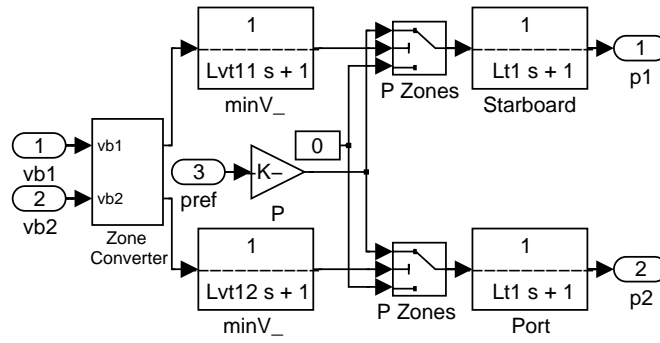 1
Lvt11 s + 1
minV_
P Zones
1
Lt1 s + 1
Starboard
1
p1
1
vb1
2
vb2
vb1
vb2
Zone
Converter
3
pref
-K-
P
0
1
Lvt12 s + 1
minV_
P Zones
1
Lt1 s + 1
Port
2
p2